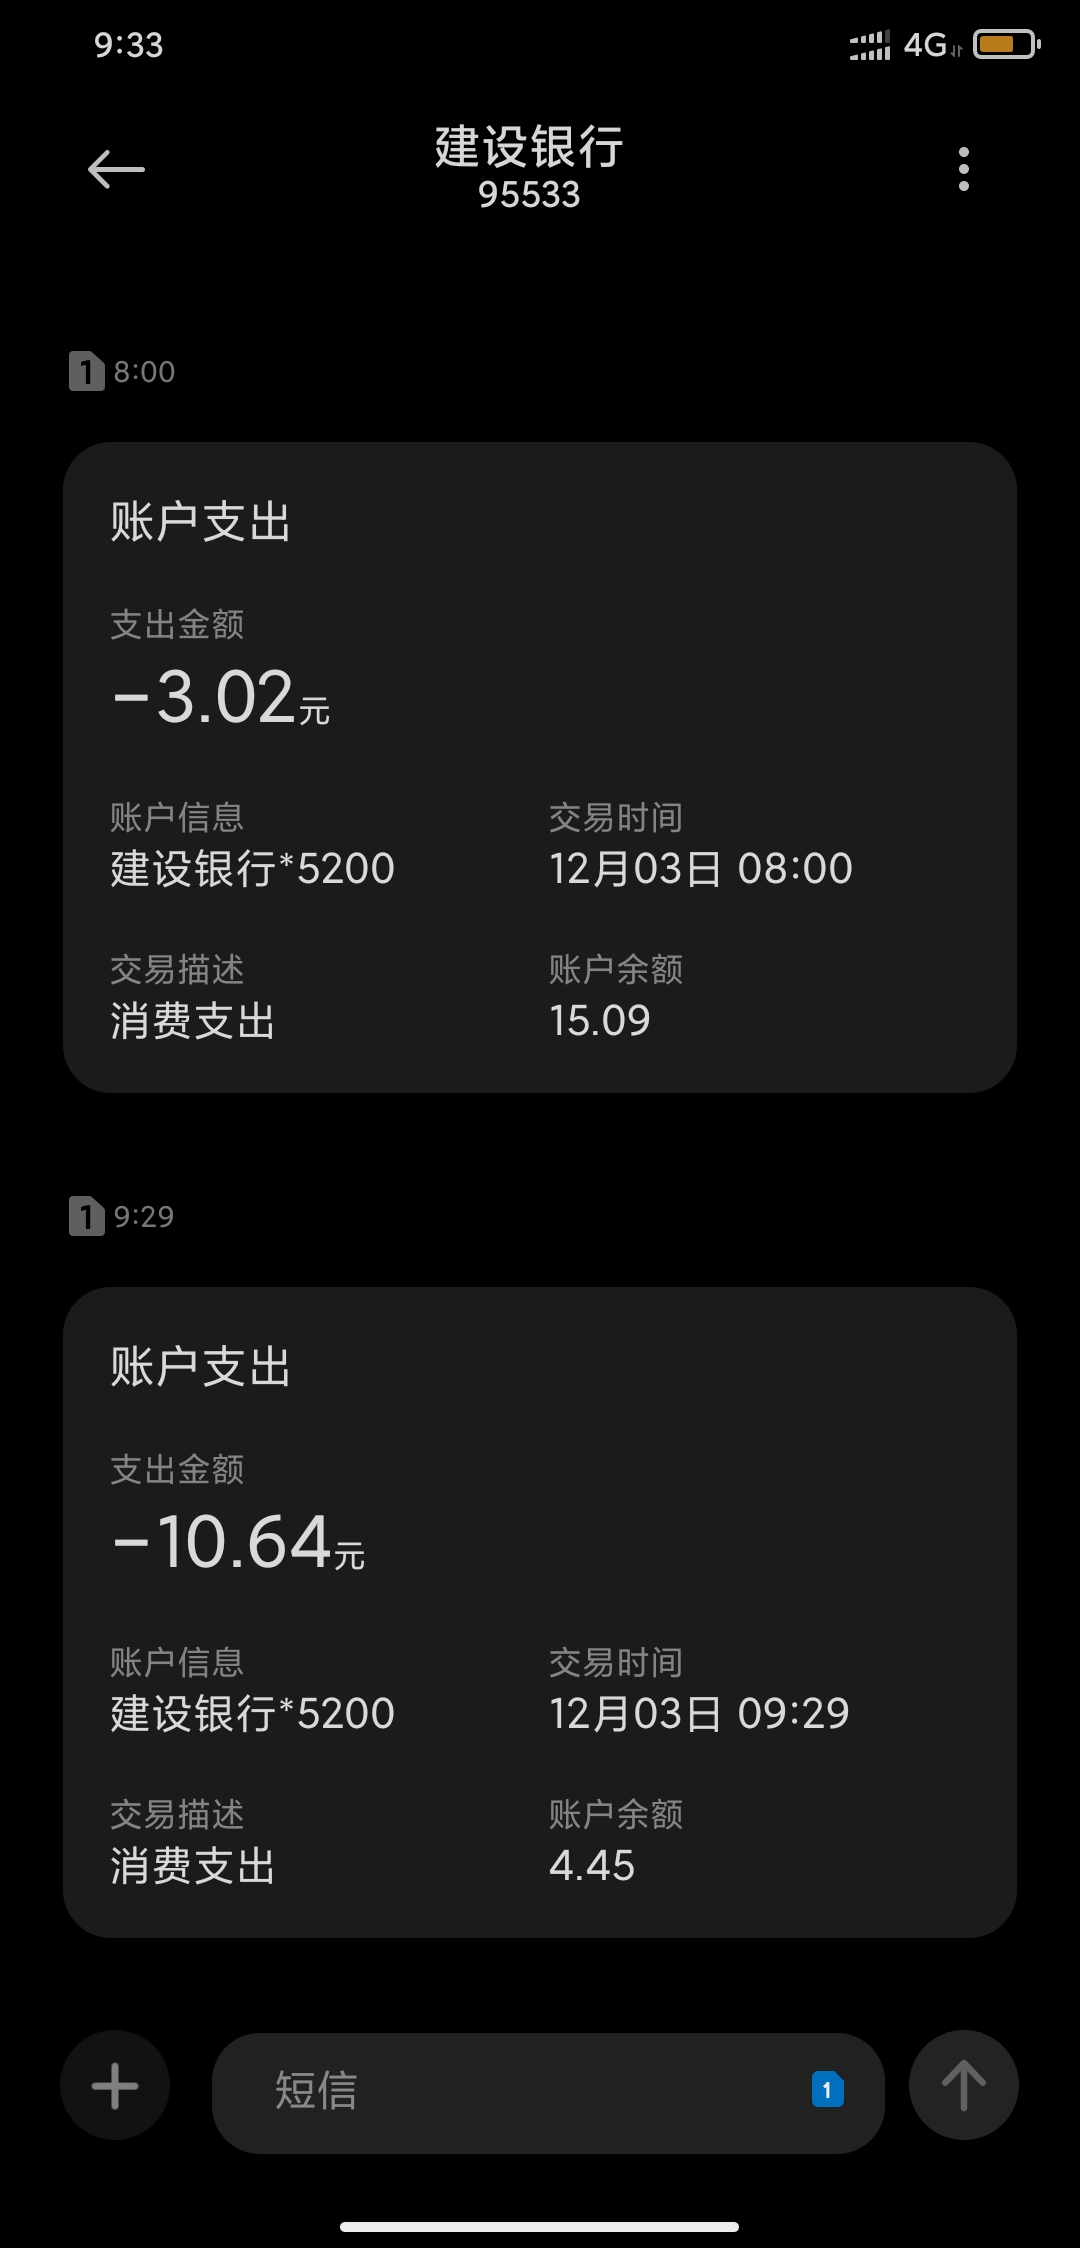 9:33
4G
建设银行
95533
1 8:00
账户支出
支出金额
-3.02元
账户信息 交易时间
建设银行*5200 12月03日 08:00
交易描述 账户余额
消费支出 15.09
1 9:29
账户支出
支出金额
-10.64元
账户信息 交易时间
建设银行*5200 12月03日 09:29
交易描述 账户余额
消费支出 4.45
短信 1